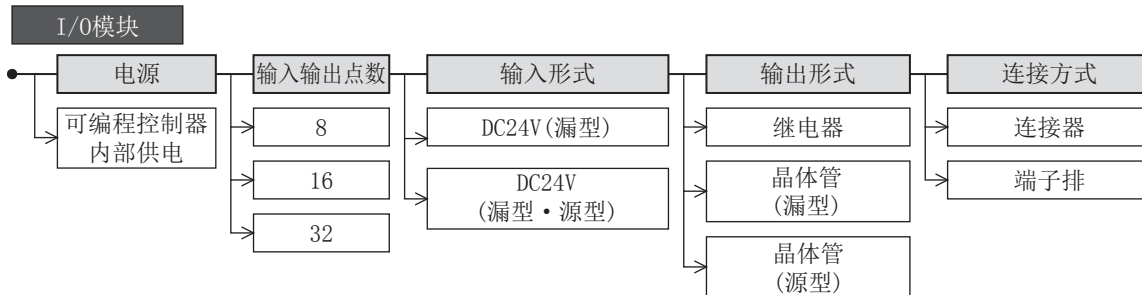 I/O模块
电源
输入输出点数
输入形式
输出形式
连接方式
可编程控制器
内部供电
8
16
32
DC24V(漏型)
DC24V
(漏型・源型)
继电器
晶体管
(漏型)
晶体管
(源型)
连接器
端子排